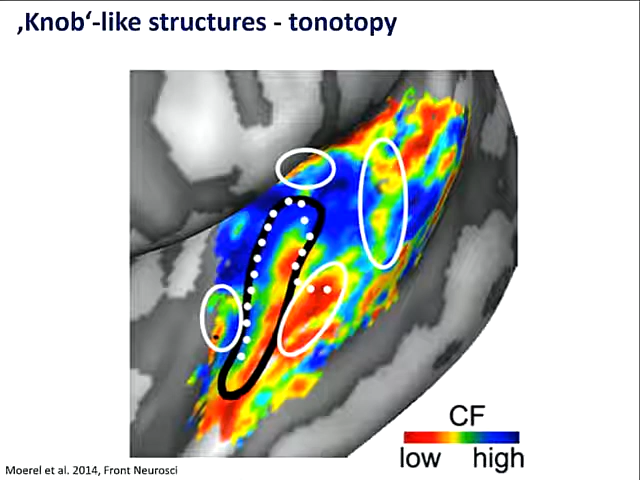 ‚Knob‘-like structures - tonotopy
CF
low high
Moerel et al. 2014, Front Neurosci